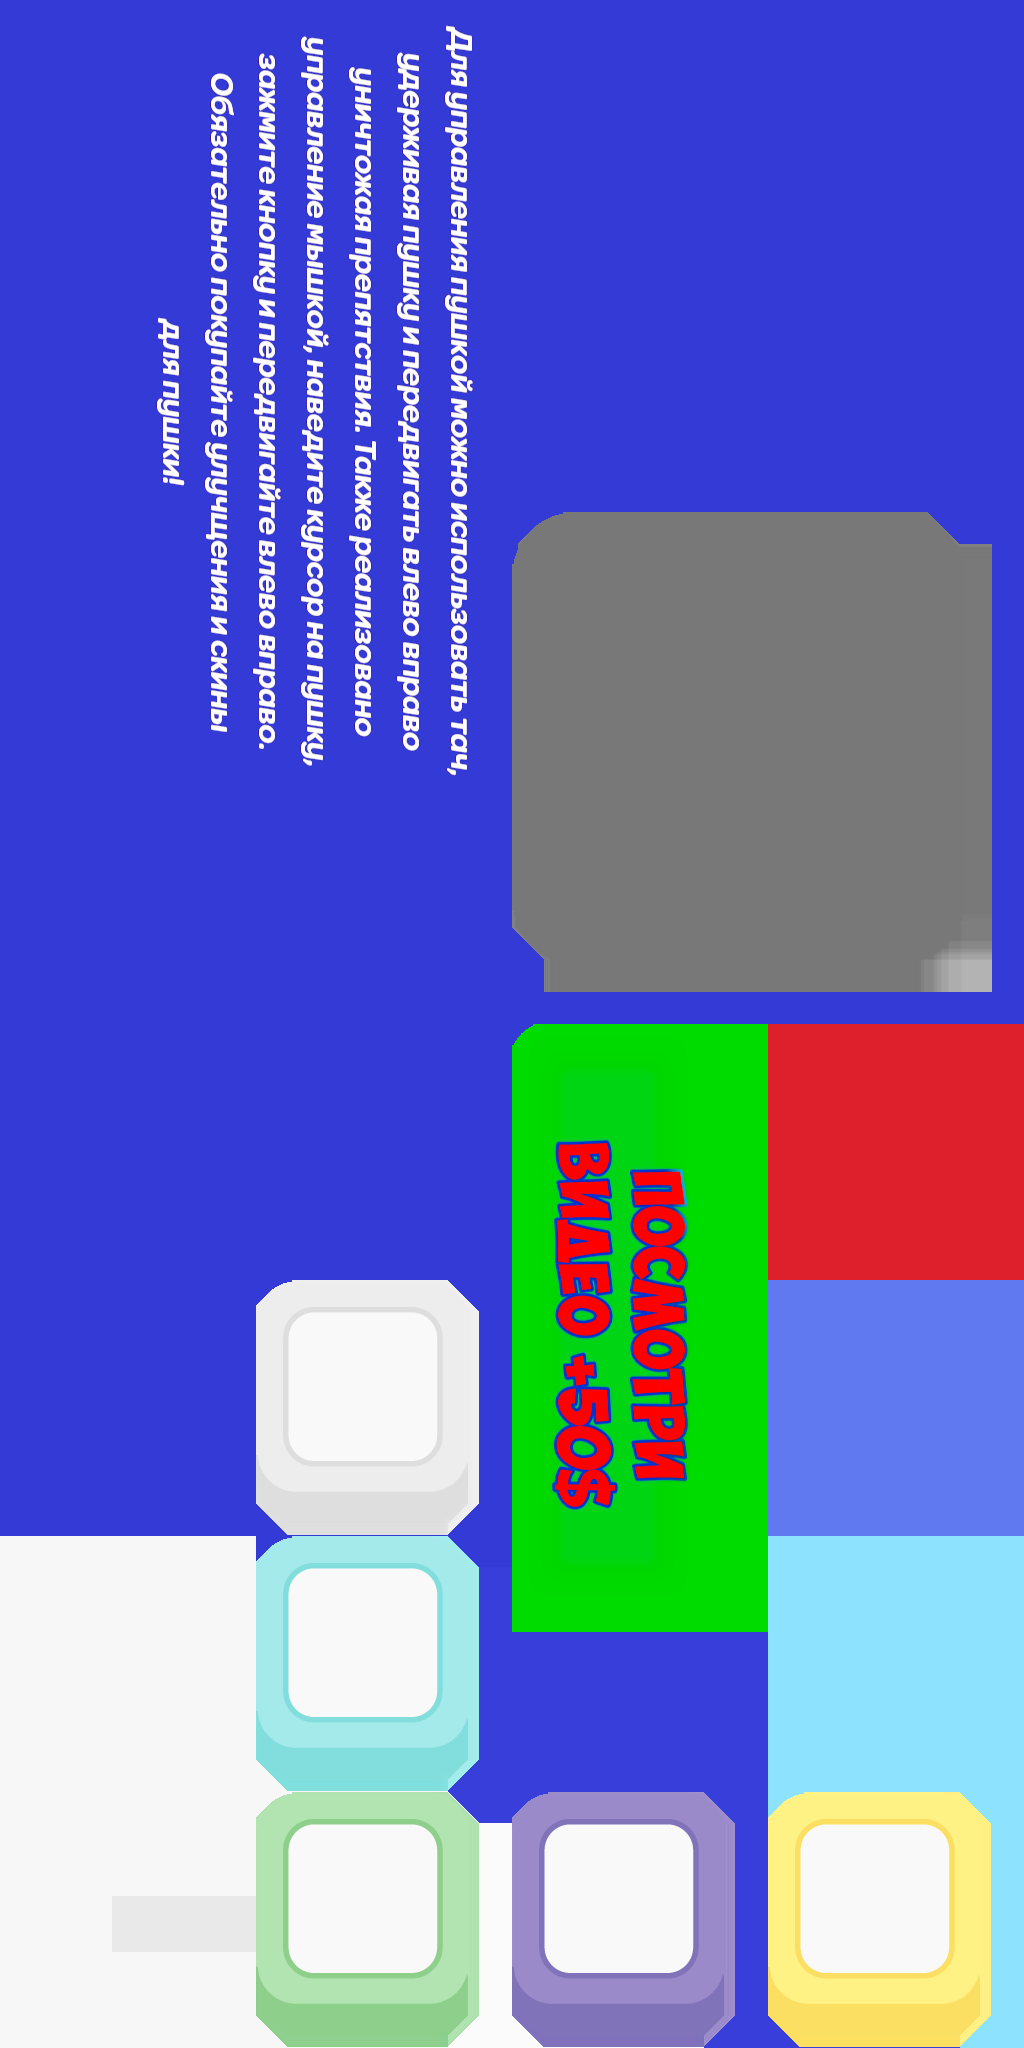 Для управления пушкой можно использовать тач,
удерживая пушку и передвигать влево вправо
уничтожая препятствия. Также реализовано
управление мышкой, наведите курсор на пушку,
зажмите кнопку и передвигайте влево вправо.
Обязательно покупайте улучщения и скины
для пушки!
ПОСМОТРИ
ВИДЕО +50$